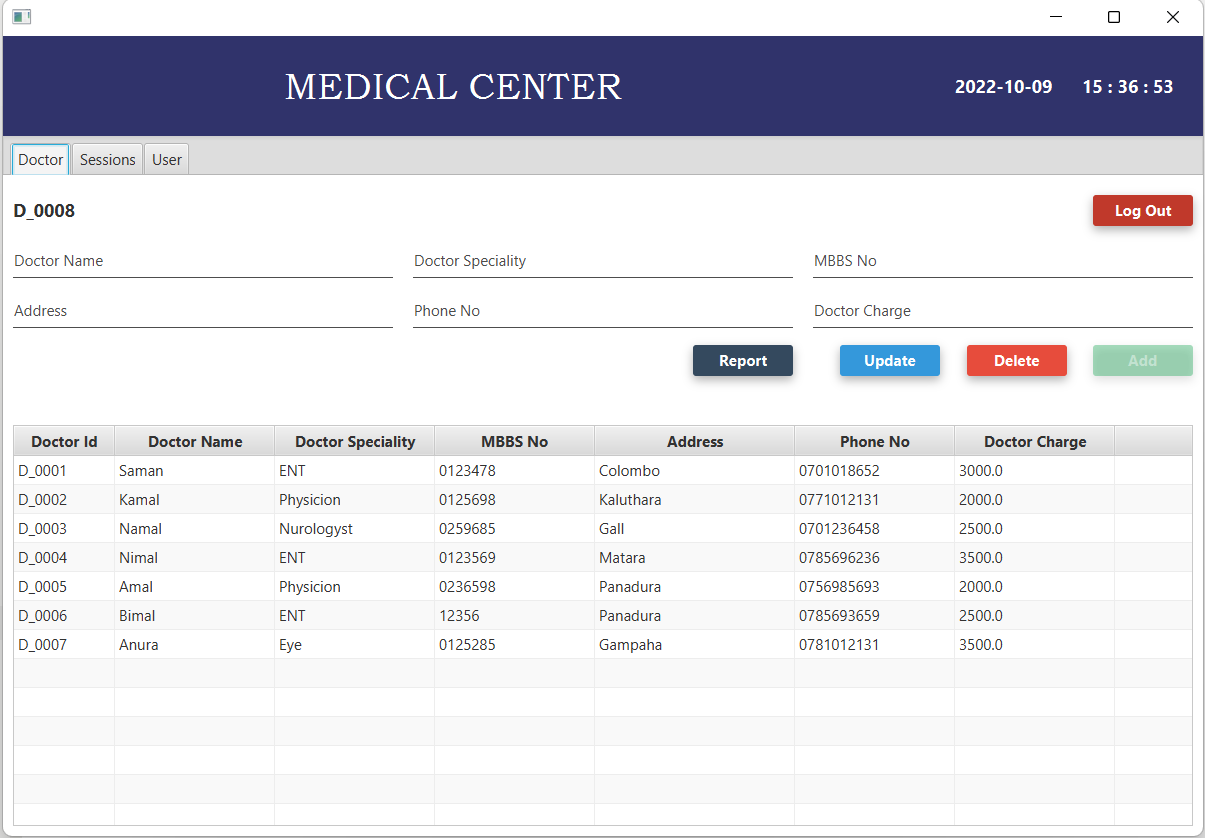 MEDICAL CENTER 2022-10-09 15 : 36 : 53
Doctor Sessions User
D_0008 Log Out
Doctor Name Doctor Speciality MBBS No
Address Phone No Doctor Charge
Report Update Delete Add
Doctor Id Doctor Name Doctor Speciality MBBS No Address Phone No Doctor Charge
D_0001 Saman ENT 0123478 Colombo 0701018652 3000.0
D_0002 Kamal Physicion 0125698 Kaluthara 0771012131 2000.0
D_0003 Namal Nurologyst 0259685 Gall 0701236458 2500.0
D_0004 Nimal ENT 0123569 Matara 0785696236 3500.0
D_0005 Amal Physicion 0236598 Panadura 0756985693 2000.0
D_0006 Bimal ENT 12356 Panadura 0785693659 2500.0
D_0007 Anura Eye 0125285 Gampaha 0781012131 3500.0